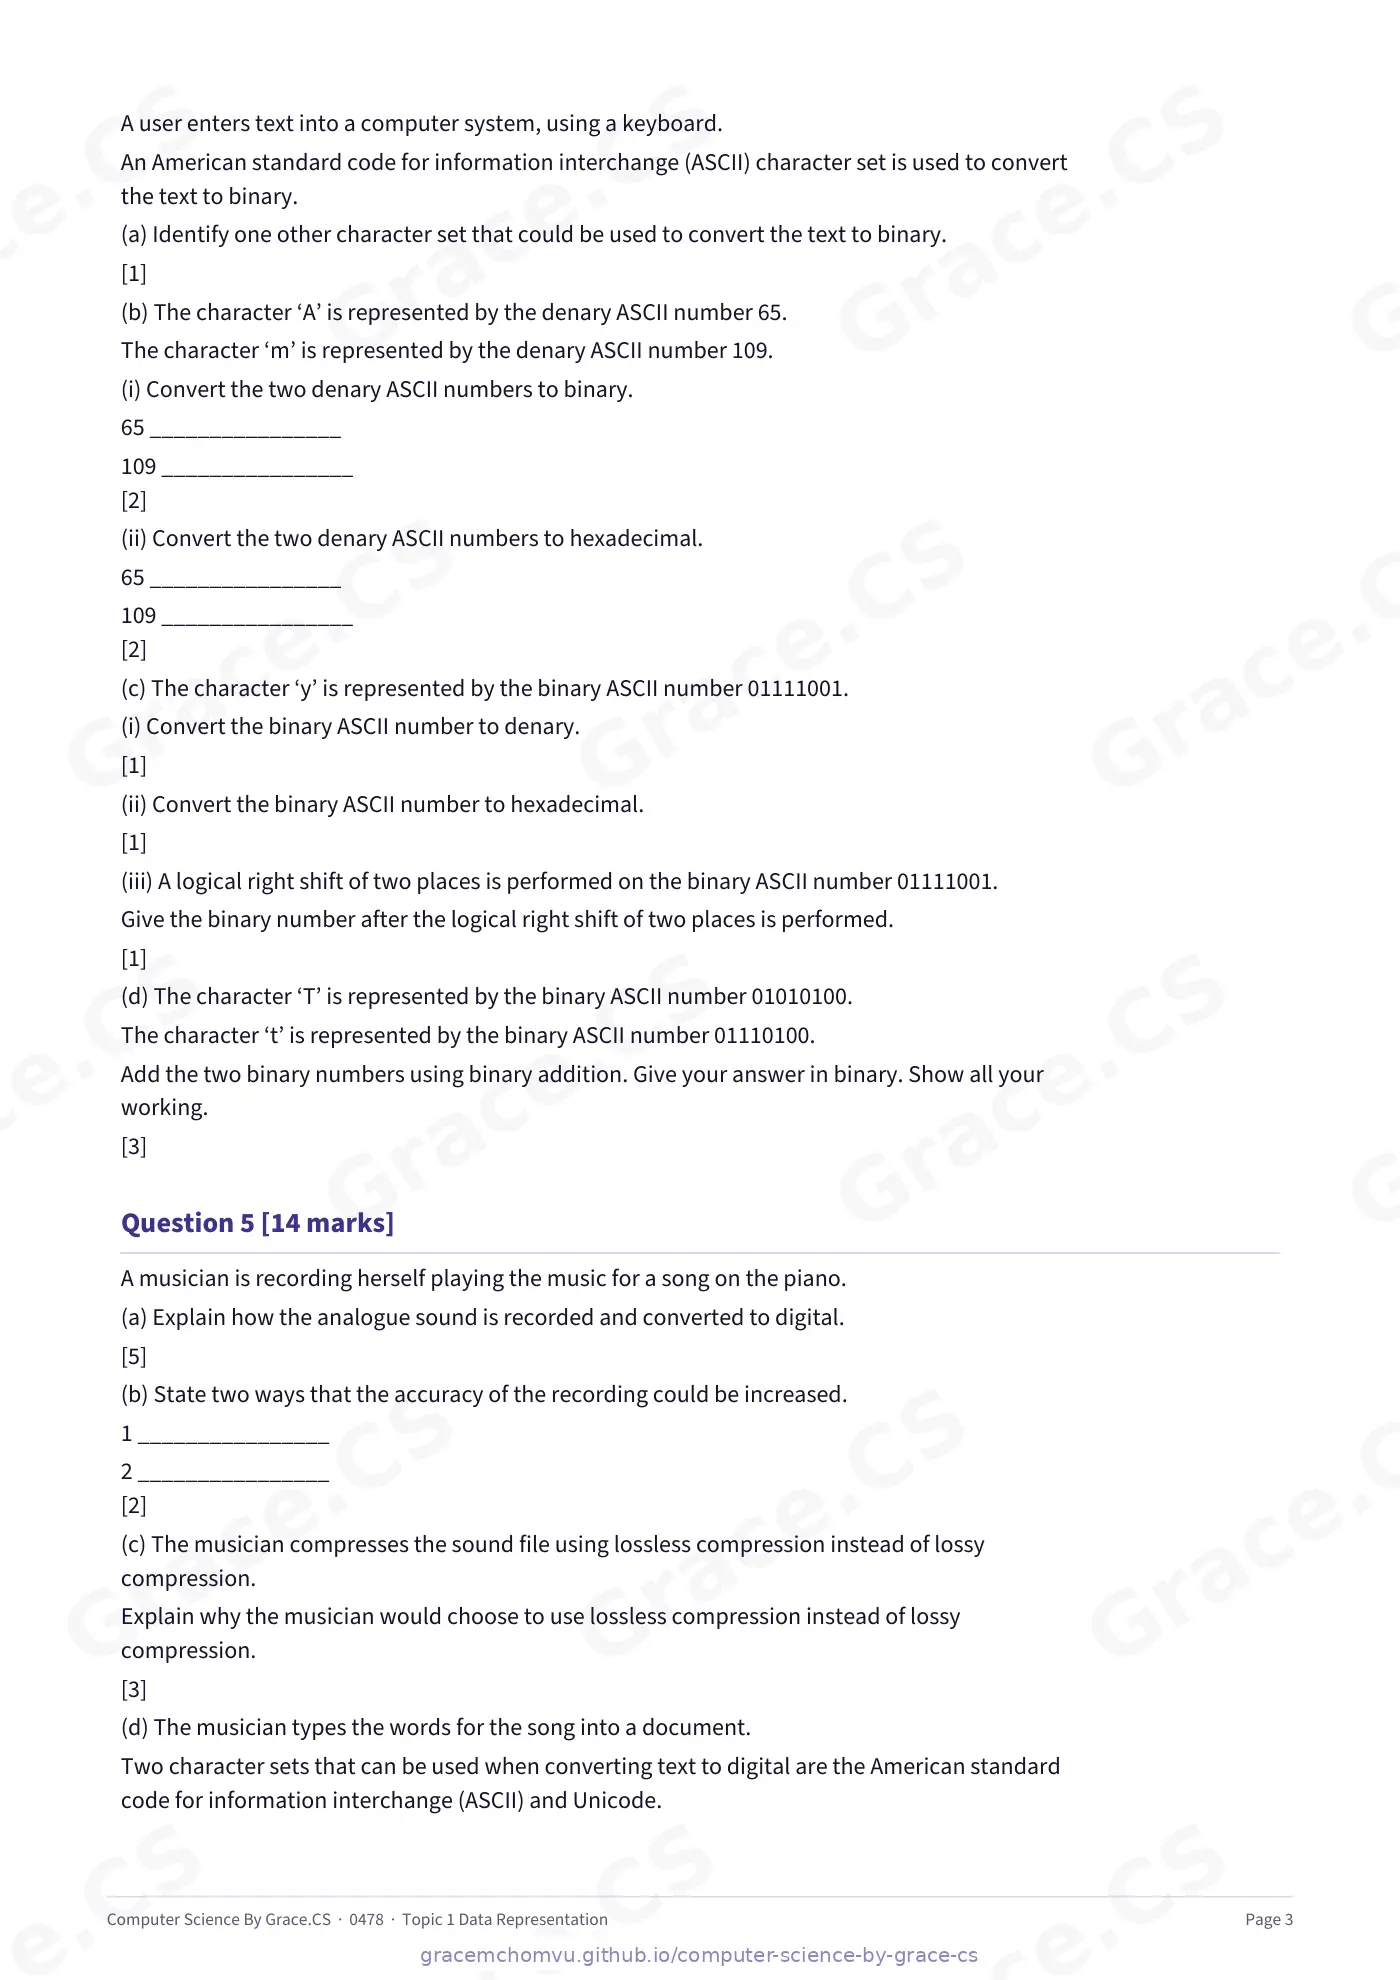 A user enters text into a computer system, using a keyboard.
An American standard code for information interchange (ASCII) character set is used to convert
the text to binary.
(a) Identify one other character set that could be used to convert the text to binary.
[1]
(b) The character ‘A’ is represented by the denary ASCII number 65.
The character ‘m’ is represented by the denary ASCII number 109.
(i) Convert the two denary ASCII numbers to binary.
65 ________________
109 ________________
[2]
(ii) Convert the two denary ASCII numbers to hexadecimal.
65 ________________
109 ________________
[2]
(c) The character ‘y’ is represented by the binary ASCII number 01111001.
(i) Convert the binary ASCII number to denary.
[1]
(ii) Convert the binary ASCII number to hexadecimal.
[1]
(iii) A logical right shift of two places is performed on the binary ASCII number 01111001.
Give the binary number after the logical right shift of two places is performed.
[1]
(d) The character ‘T’ is represented by the binary ASCII number 01010100.
The character ‘t’ is represented by the binary ASCII number 01110100.
Add the two binary numbers using binary addition. Give your answer in binary. Show all your
working.
[3]
Question 5 [14 marks]
A musician is recording herself playing the music for a song on the piano.
(a) Explain how the analogue sound is recorded and converted to digital.
[5]
(b) State two ways that the accuracy of the recording could be increased.
1 ________________
2 ________________
[2]
(c) The musician compresses the sound file using lossless compression instead of lossy
compression.
Explain why the musician would choose to use lossless compression instead of lossy
compression.
[3]
(d) The musician types the words for the song into a document.
Two character sets that can be used when converting text to digital are the American standard
code for information interchange (ASCII) and Unicode.
Computer Science By Grace.CS · 0478 · Topic 1 Data Representation
Page 3
gracemchomvu.github.io/computer-science-by-grace-cs